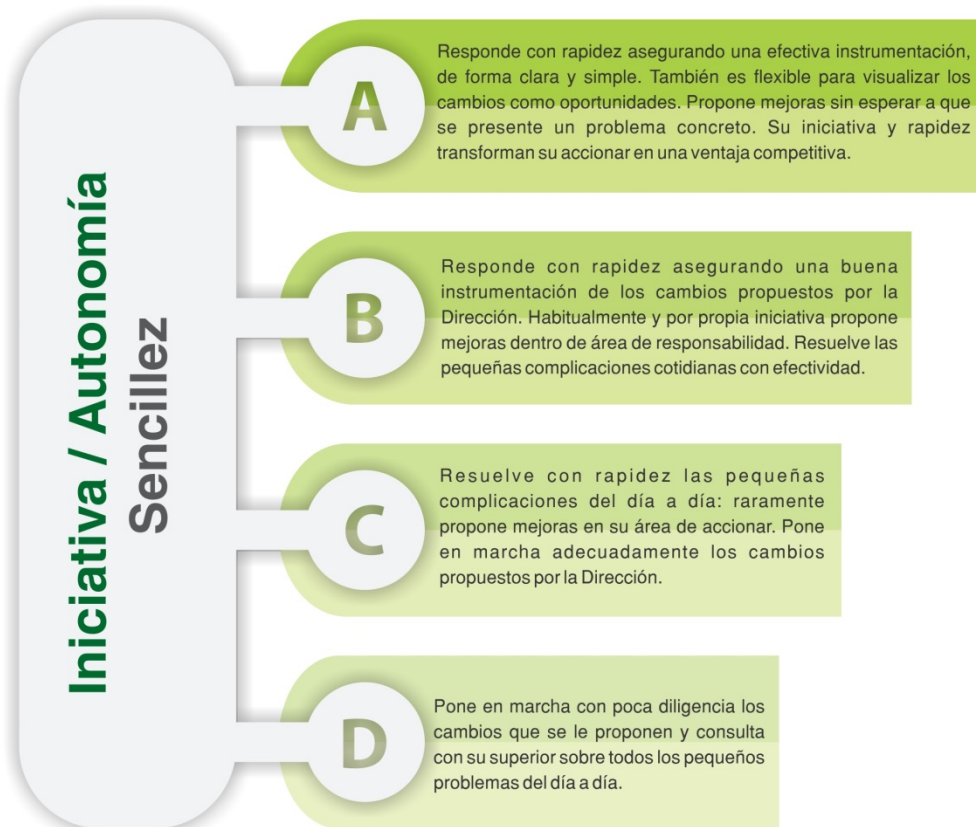 Iniciativa / Autonomía
Sencillez
A
Responde con rapidez asegurando una efectiva instrumentación,
de forma clara y simple. También es flexible para visualizar los
cambios como oportunidades. Propone mejoras sin esperar a que
se presente un problema concreto. Su iniciativa y rapidez
transforman su accionar en una ventaja competitiva.
B
Responde con rapidez asegurando una buena
instrumentación de los cambios propuestos por la
Dirección. Habitualmente y por propia iniciativa propone
mejoras dentro de área de responsabilidad. Resuelve las
pequeñas complicaciones cotidianas con efectividad.
C
Resuelve con rapidez las pequeñas
complicaciones del día a día: raramente
propone mejoras en su área de accionar. Pone
en marcha adecuadamente los cambios
propuestos por la Dirección.
D
Pone en marcha con poca diligencia los
cambios que se le proponen y consulta
con su superior sobre todos los pequeños
problemas del día a día.